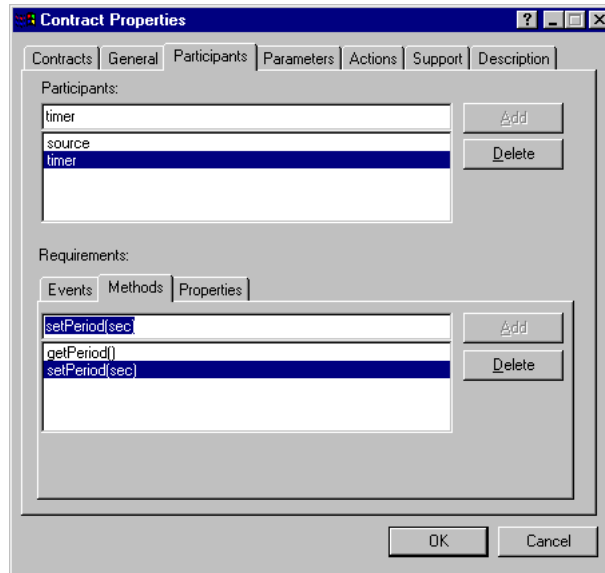 Contract Properties
Contracts General Participants Parameters Actions Support Description
Participants:
timer
Add
source
timer
Delete
Requirements:
Events Methods Properties
setPeriod(sec)
Add
getPeriod()
setPeriod(sec)
Delete
OK Cancel